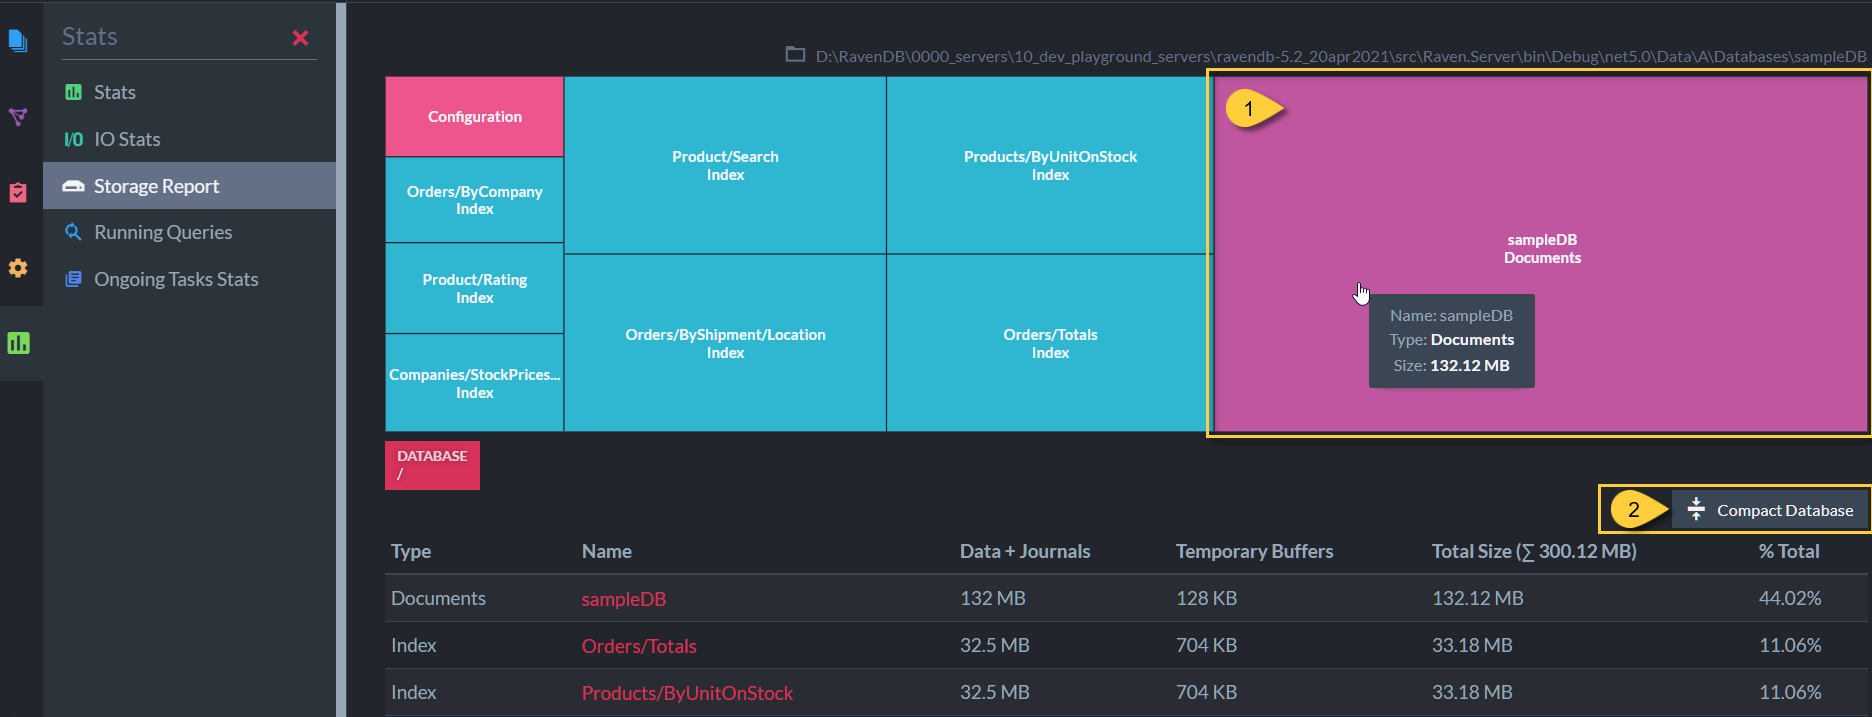 Stats
Stats
I/O IO Stats
Storage Report
Running Queries
Ongoing Tasks Stats
D:\RavenDB\0000_servers\10_dev_playground_servers\ravendb-5.2_20apr2021\src\Raven.Server\bin\Debug\net5.0\Data\A\Databases\sampleDB
Configuration
Orders/ByCompany
Index
Product/Rating
Index
Companies/StockPrices...
Index
Product/Search
Index
Products/ByUnitOnStock
Index
Orders/ByShipment/Location
Index
Orders/Totals
Index
1
sampleDB
Documents
Name: sampleDB
Type: Documents
Size: 132.12 MB
DATABASE
/
2 Compact Database
Type Name Data + Journals Temporary Buffers Total Size (∑ 300.12 MB) % Total
Documents sampleDB 132 MB 128 KB 132.12 MB 44.02%
Index Orders/Totals 32.5 MB 704 KB 33.18 MB 11.06%
Index Products/ByUnitOnStock 32.5 MB 704 KB 33.18 MB 11.06%